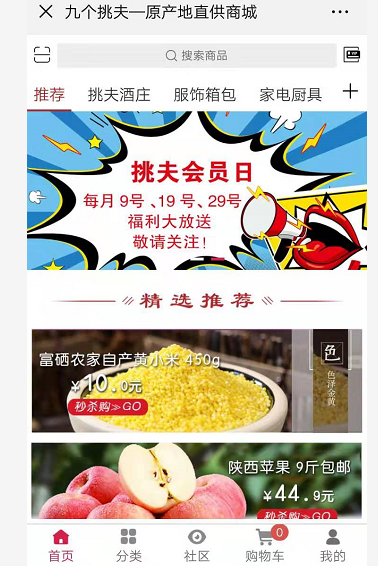 九个挑夫—原产地直供商城
搜索商品
推荐 挑夫酒庄 服饰箱包 家电厨具
挑夫会员日
每月9号、19号、29号
福利大放送
敬请关注!
精选推荐
富硒农家自产黄小米 450g
¥10.0元
秒杀购≫GO
色
色泽金黄
陕西苹果 9斤包邮
¥44.9元
秒杀购≫GO
0
首页 分类 社区 购物车 我的